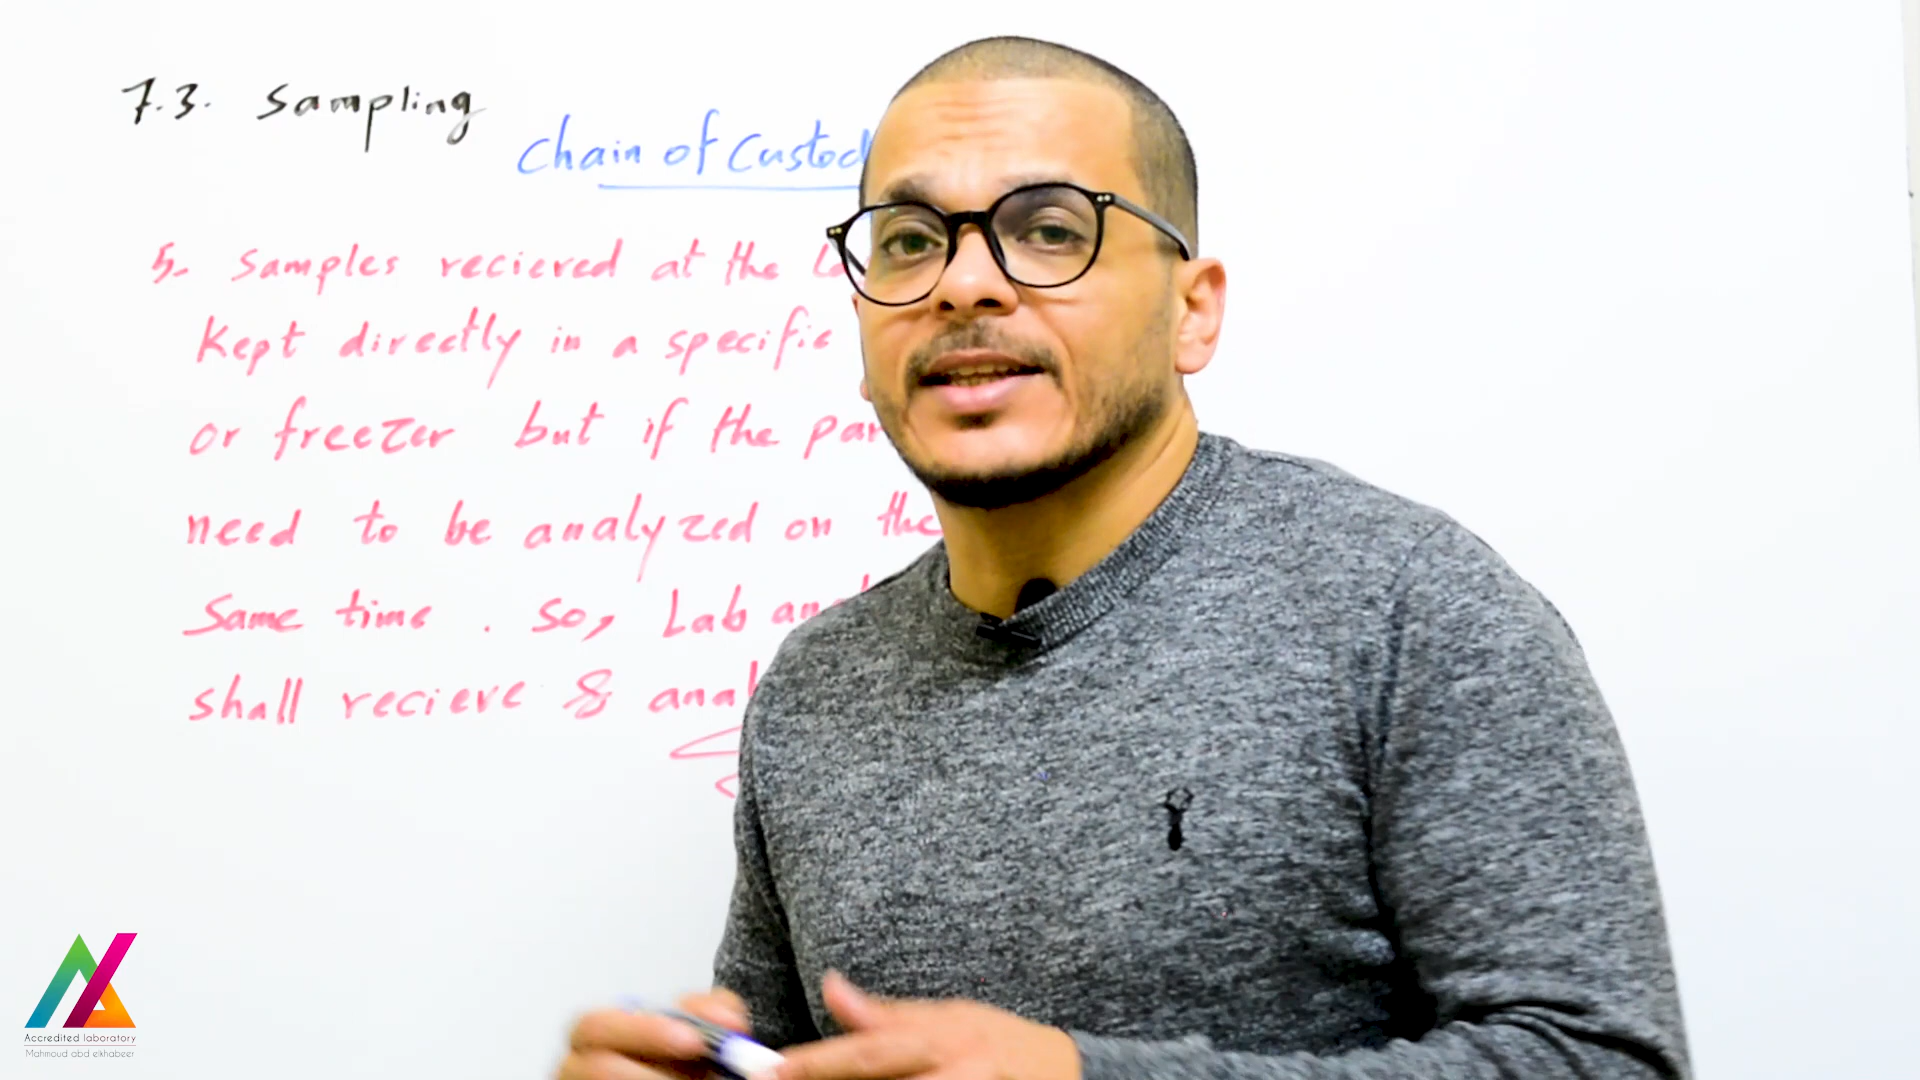 7.3. Sampling
Chain of Custod
5. Samples recieved at the
Kept directly in a specific
or freezer but if the par
need to be analyzed on the
Same time. So, Lab
shall recieve & anal
Accredited laboratory
Mahmoud abd elkhabeer